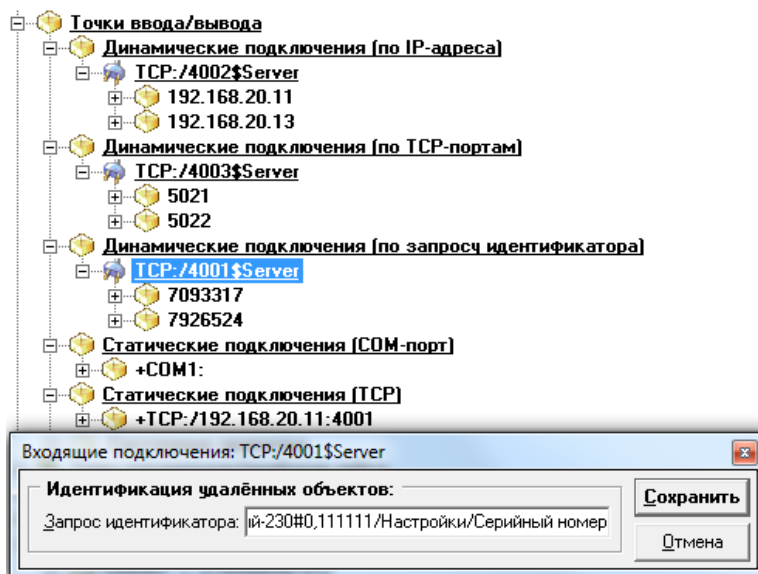 Точки ввода/вывода
Динамические подключения (по IP-адреса)
TCP:/4002$Server
192.168.20.11
192.168.20.13
Динамические подключения (по TCP-портам)
TCP:/4003$Server
5021
5022
Динамические подключения (по запросу идентификатора)
TCP:/4001$Server
7093317
7926524
Статические подключения (COM-порт)
+COM1:
Статические подключения (TCP)
+TCP:/192.168.20.11:4001
Входящие подключения: TCP:/4001$Server
Идентификация удалённых объектов:
Запрос идентификатора: ий-230#0,111111/Настройки/Серийный номер
Сохранить
Отмена